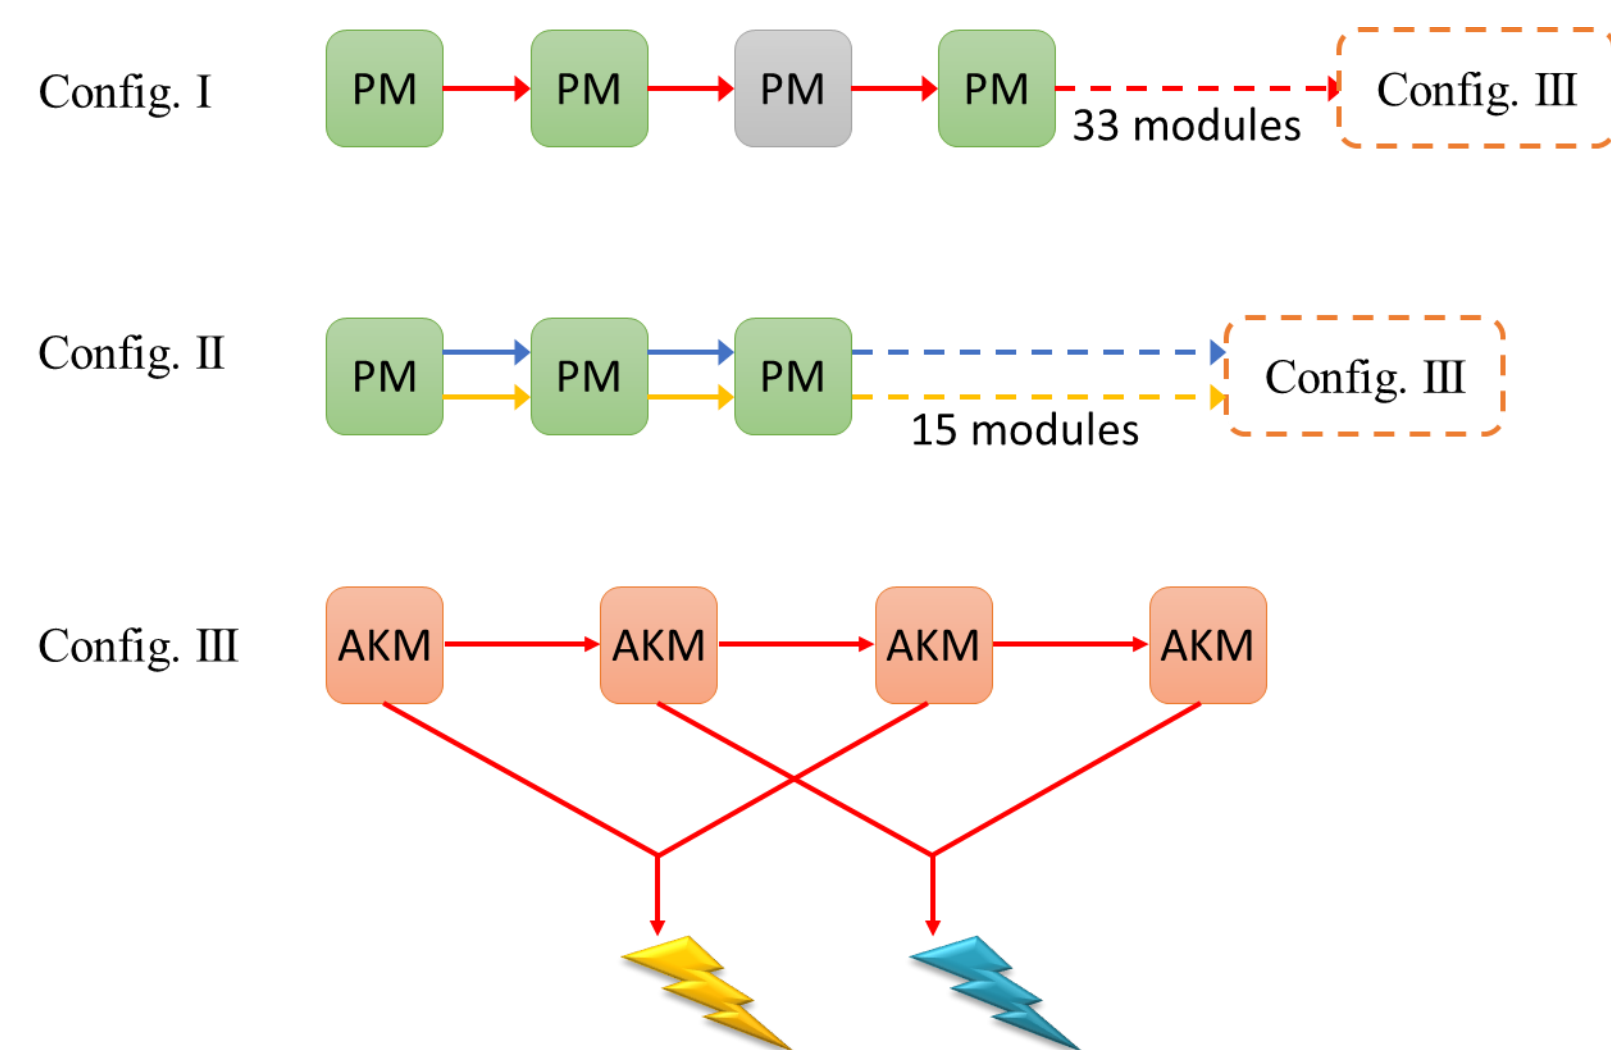 Config. Ⅰ
PM PM PM PM
33 modules
Config. Ⅲ
Config. Ⅱ
PM PM PM
15 modules
Config. Ⅲ
Config. Ⅲ
AKM AKM AKM AKM